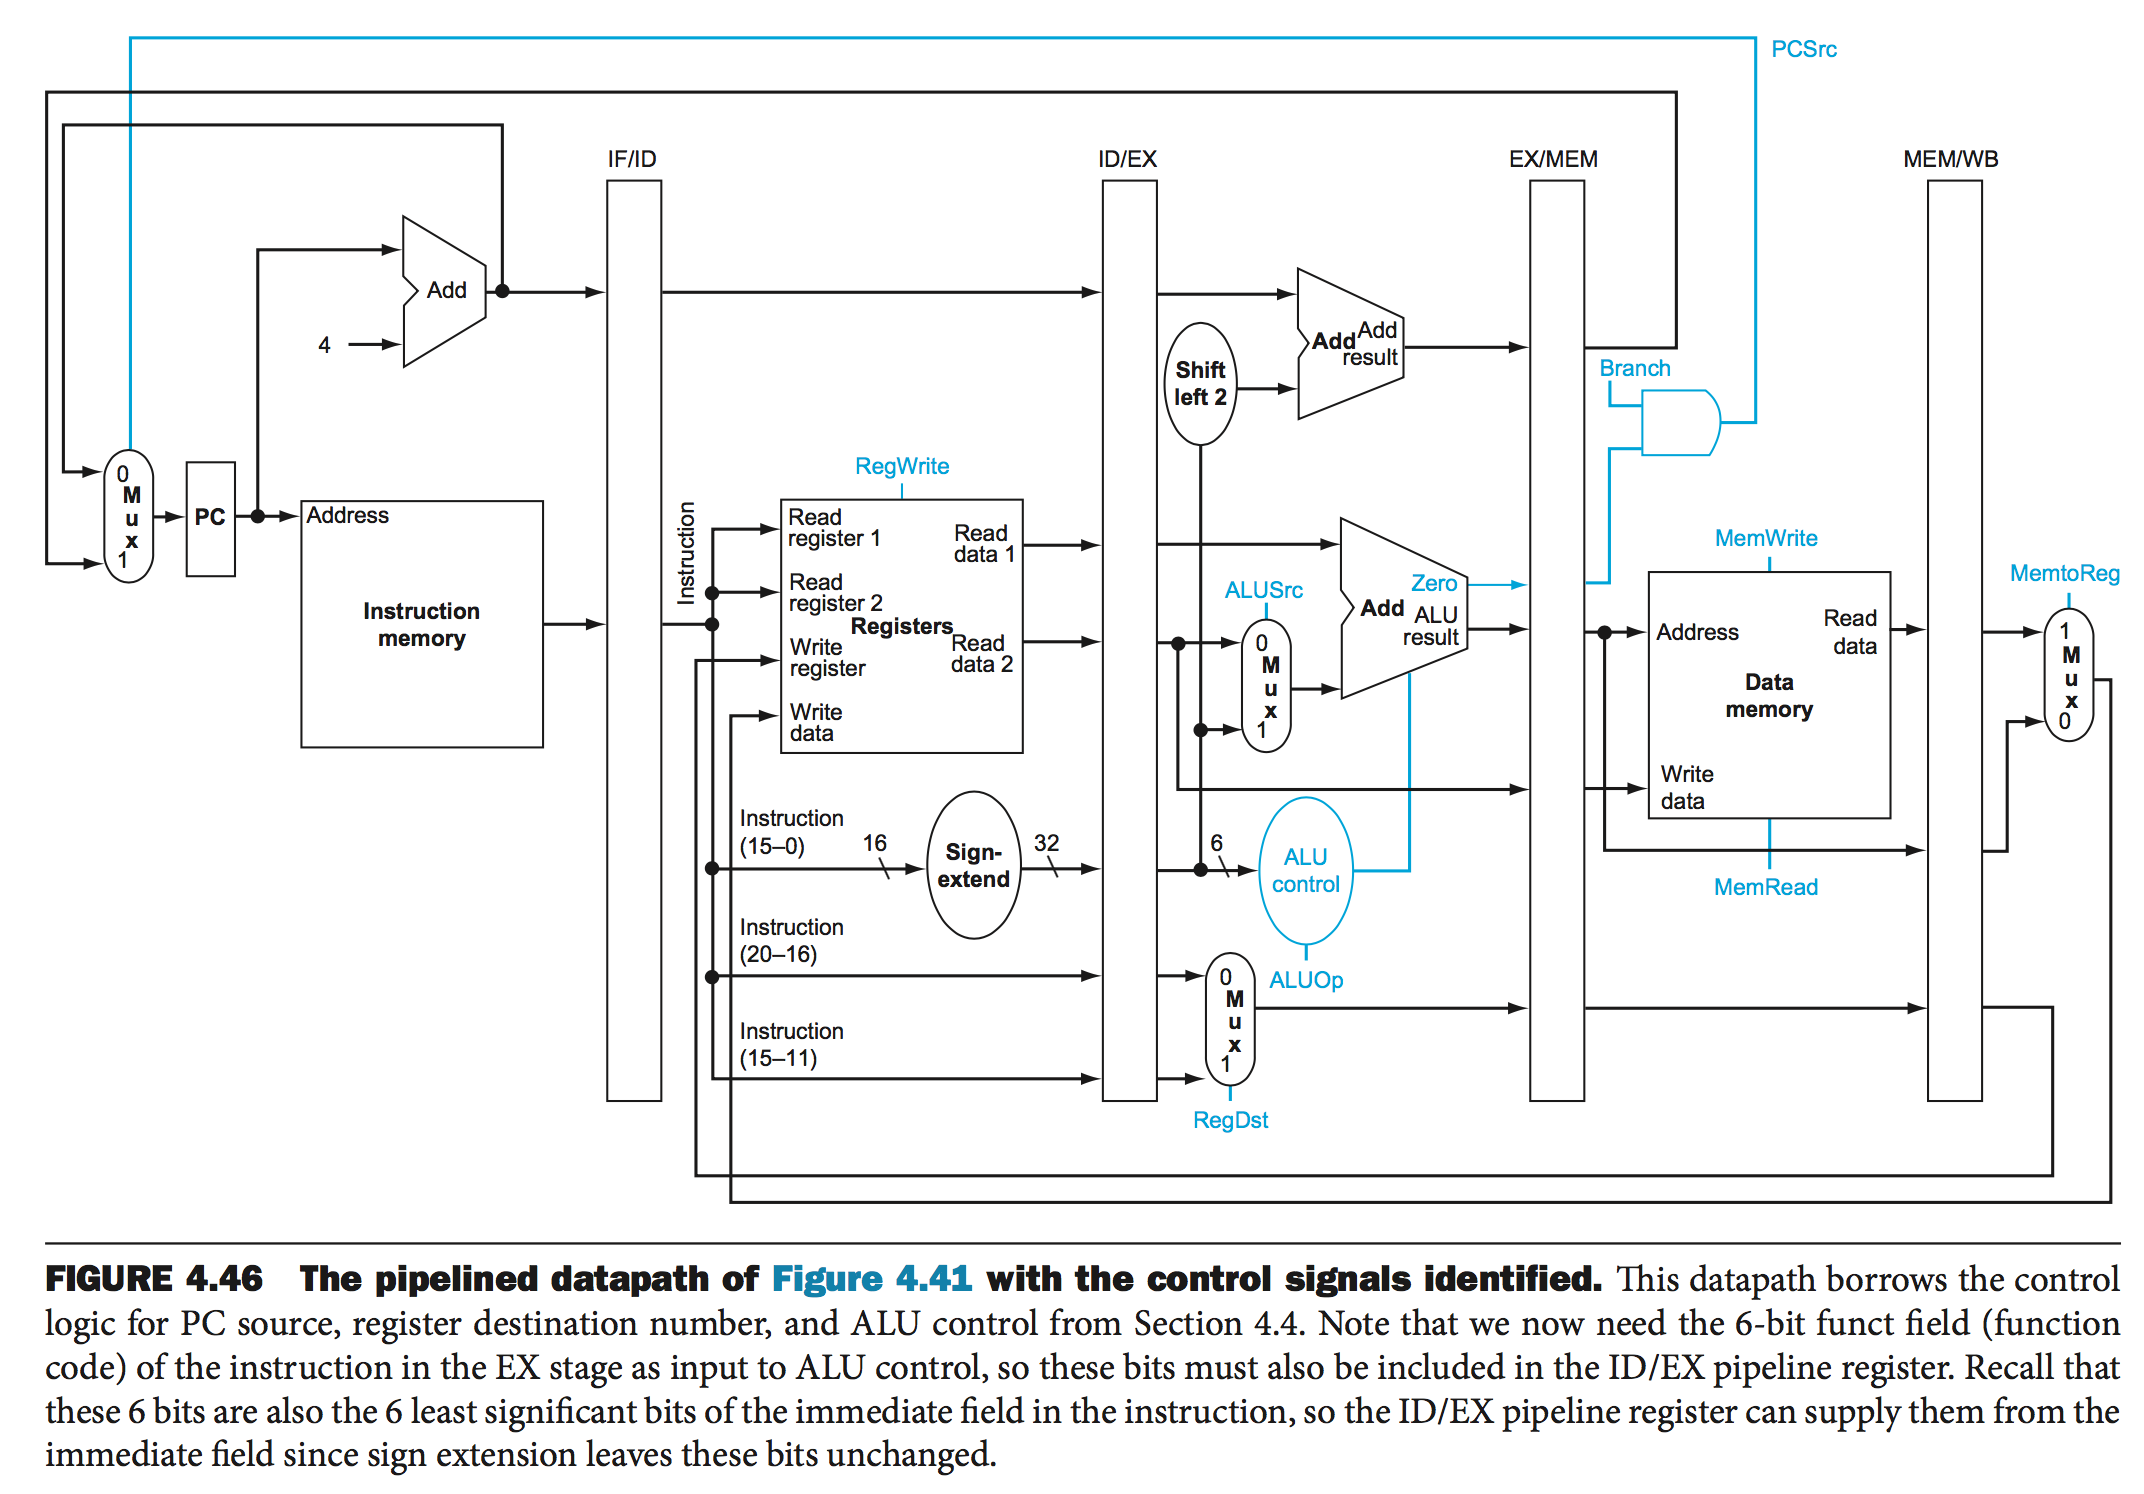 PCSrc
IF/ID
ID/EX
EX/MEM
MEM/WB
Add
4
Shift
left 2
Add
Add
result
Branch
RegWrite
0
M
u
x
1
PC
Address
Instruction
memory
Instruction
Read
register 1
Read
data 1
Read
register 2
Registers
Write
register
Read
data 2
Write
data
ALUSrc
0
M
u
x
1
Zero
Add
ALU
result
MemWrite
Address
Read
data
Data
memory
Write
data
MemRead
MemtoReg
1
M
u
x
0
Instruction
(15–0)
16
Sign-
extend
32
6
ALU
control
ALUOp
Instruction
(20–16)
Instruction
(15–11)
0
M
u
x
1
RegDst
FIGURE 4.46 The pipelined datapath of Figure 4.41 with the control signals identified. This datapath borrows the control
logic for PC source, register destination number, and ALU control from Section 4.4. Note that we now need the 6-bit funct field (function
code) of the instruction in the EX stage as input to ALU control, so these bits must also be included in the ID/EX pipeline register. Recall that
these 6 bits are also the 6 least significant bits of the immediate field in the instruction, so the ID/EX pipeline register can supply them from the
immediate field since sign extension leaves these bits unchanged.